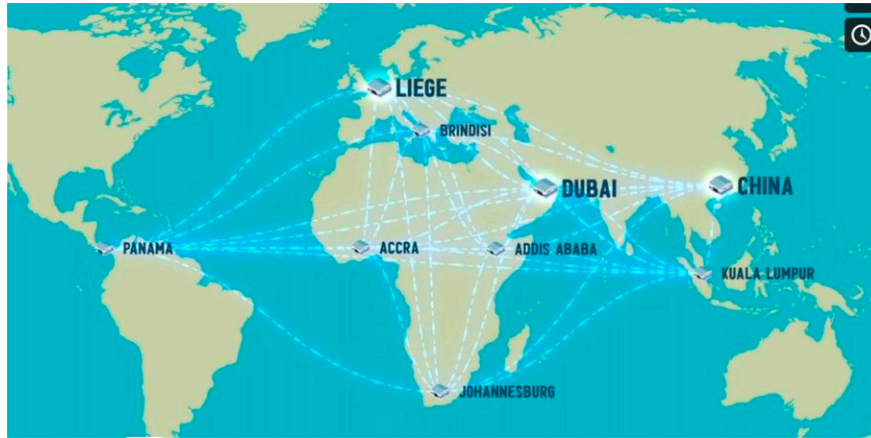 LIEGE
BRINDISI
DUBAI
CHINA
PANAMA
ACCRA
ADDIS ABABA
KUALA LUMPUR
JOHANNESBURG